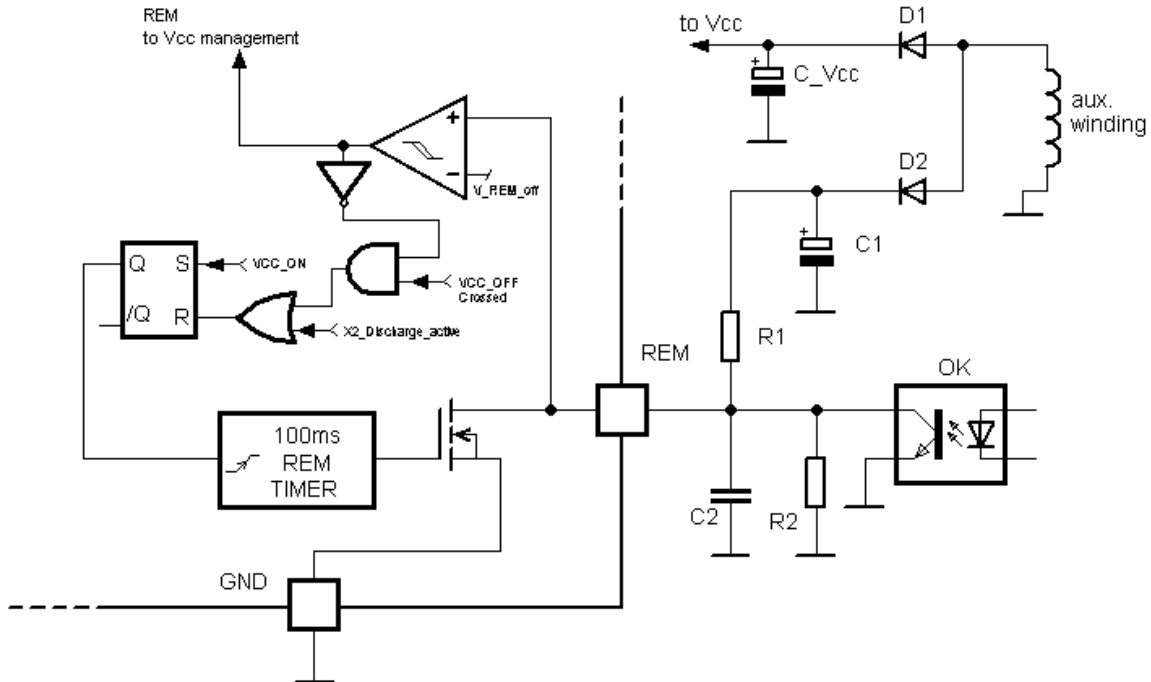 REM
to Vcc management
to Vcc
D1
+
C_Vcc
aux.
winding
+
−
V_REM_off
D2
+
C1
Q
S
VCC_ON
/Q
R
VCC_OFF
Crossed
X2_Discharge_active
R1
REM
OK
100ms
REM
TIMER
C2
R2
GND